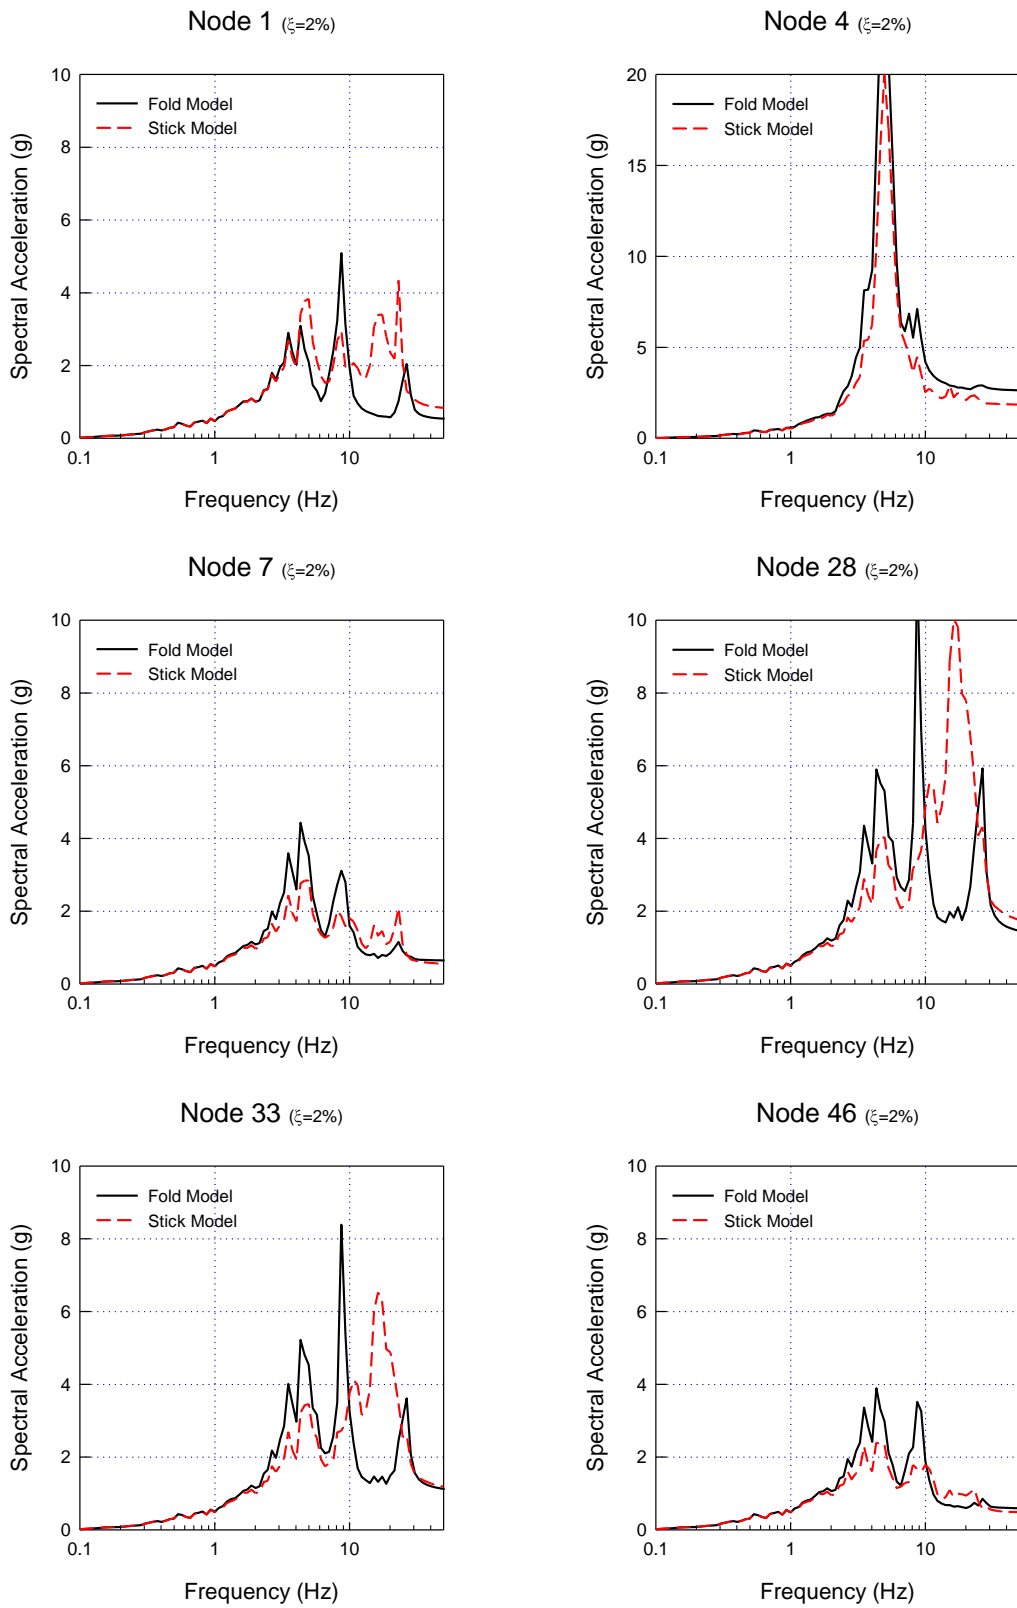 Node 1 (ξ=2%)
Spectral Acceleration (g)
10
8
6
4
2
0
Fold Model
Stick Model
0.1 1 10
Frequency (Hz)
Node 4 (ξ=2%)
Spectral Acceleration (g)
20
15
10
5
0
Fold Model
Stick Model
0.1 1 10
Frequency (Hz)
Node 7 (ξ=2%)
Spectral Acceleration (g)
10
8
6
4
2
0
Fold Model
Stick Model
0.1 1 10
Frequency (Hz)
Node 28 (ξ=2%)
Spectral Acceleration (g)
10
8
6
4
2
0
Fold Model
Stick Model
0.1 1 10
Frequency (Hz)
Node 33 (ξ=2%)
Spectral Acceleration (g)
10
8
6
4
2
0
Fold Model
Stick Model
0.1 1 10
Frequency (Hz)
Node 46 (ξ=2%)
Spectral Acceleration (g)
10
8
6
4
2
0
Fold Model
Stick Model
0.1 1 10
Frequency (Hz)